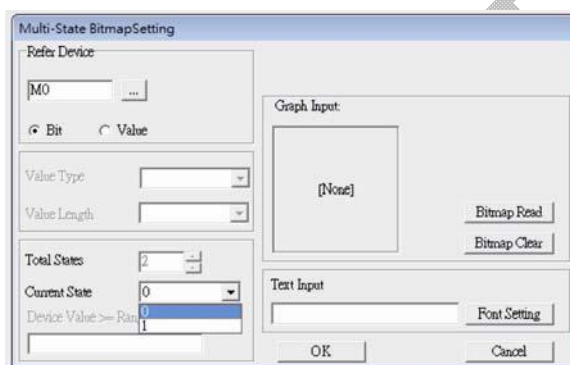 Multi-State BitmapSetting
Refer Device
M0
...
Bit
Value
Value Type
Value Length
Total States
2
Current State
0
Device Value >= Ran
0
1
Graph Input:
[None]
Bitmap Read
Bitmap Clear
Text Input
Font Setting
OK
Cancel